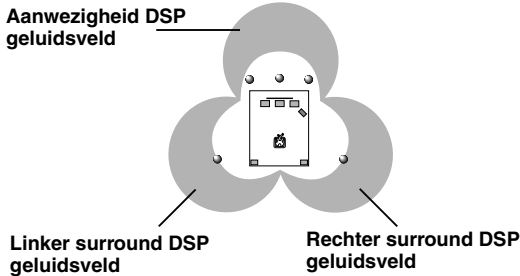 Aanwezigheid DSP
geluidsveld
Linker surround DSP
geluidsveld
Rechter surround DSP
geluidsveld